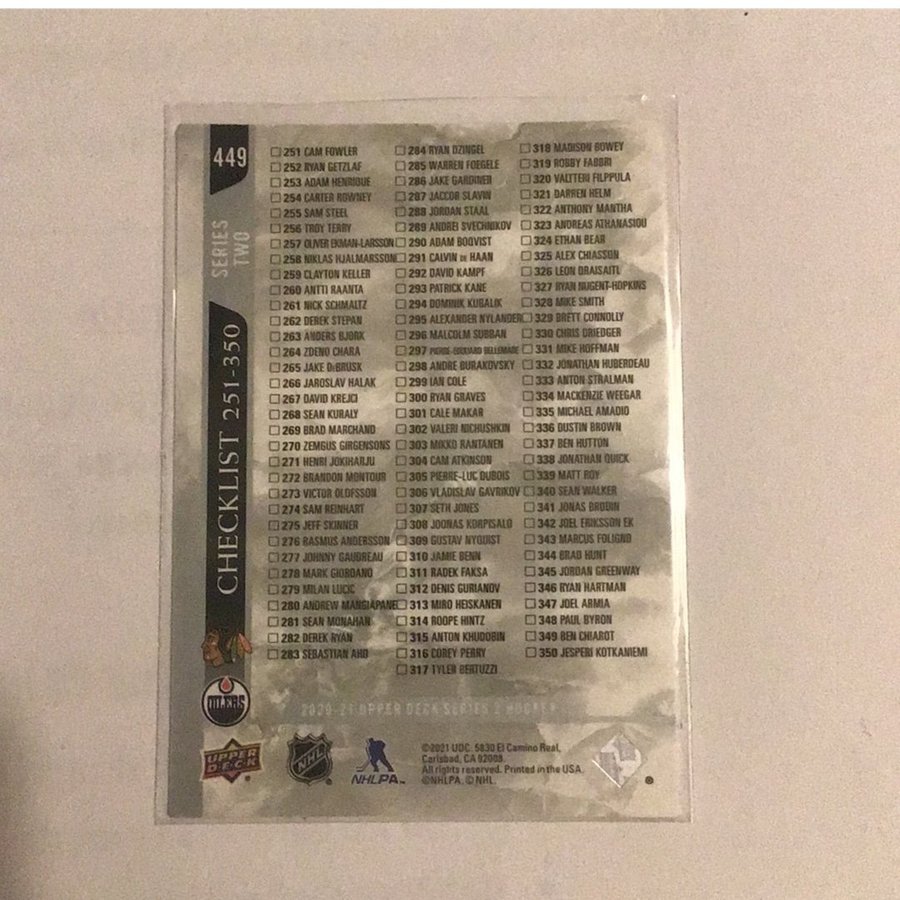 449
SERIES
TWO
CHECKLIST 251-350
251 CAM FOWLER
252 RYAN GETZLAF
253 ADAM HENRIQUE
254 CARTER ROWNEY
255 SAM STEEL
256 TROY TERRY
257 OLIVER EKMAN-LARSSON
258 NIKLAS HJALMARSSON
259 CLAYTON KELLER
260 ANTTI RAANTA
261 NICK SCHMALTZ
262 DEREK STEPAN
263 ANDERS BJORK
264 ZDENO CHARA
265 JAKE DeBRUSK
266 JAROSLAV HALAK
267 DAVID KREJCI
268 SEAN KURALY
269 BRAD MARCHAND
270 ZEMGUS GIRGENSONS
271 HENRI JOKIHARJU
272 BRANDON MONTOUR
273 VICTOR OLOFSSON
274 SAM REINHART
275 JEFF SKINNER
276 RASMUS ANDERSSON
277 JOHNNY GAUDREAU
278 MARK GIORDANO
279 MILAN LUCIC
280 ANDREW MANGIAPANE
281 SEAN MONAHAN
282 DEREK RYAN
283 SEBASTIAN AHO
284 RYAN DZINGEL
285 WARREN FOEGELE
286 JAKE GARDINER
287 JACCOB SLAVIN
288 JORDAN STAAL
289 ANDREI SVECHNIKOV
290 ADAM BOQVIST
291 CALVIN DE HAAN
292 DAVID KAMPF
293 PATRICK KANE
294 DOMINIK KUBALIK
295 ALEXANDER NYLANDER
296 MALCOLM SUBBAN
297 PIERRE-EDOUARD BELLEMARE
298 ANDRE BURAKOVSKY
299 IAN COLE
300 RYAN GRAVES
301 CALE MAKAR
302 VALERI NICHUSHKIN
303 MIKKO RANTANEN
304 CAM ATKINSON
305 PIERRE-LUC DUBOIS
306 VLADISLAV GAVRIKOV
307 SETH JONES
308 JOONAS KORPISALO
309 GUSTAV NYQUIST
310 JAMIE BENN
311 RADEK FAKSA
312 DENIS GURIANOV
313 MIRO HEISKANEN
314 ROOPE HINTZ
315 ANTON KHUDOBIN
316 COREY PERRY
317 TYLER BERTUZZI
318 MADISON BOWEY
319 ROBBY FABBRI
320 VALTTERI FILPPULA
321 DARREN HELM
322 ANTHONY MANTHA
323 ANDREAS ATHANASIOU
324 ETHAN BEAR
325 ALEX CHIASSON
326 LEON DRAISAITL
327 RYAN NUGENT-HOPKINS
328 MIKE SMITH
329 BRETT CONNOLLY
330 CHRIS DRIEDGER
331 MIKE HOFFMAN
332 JONATHAN HUBERDEAU
333 ANTON STRALMAN
334 MACKENZIE WEEGAR
335 MICHAEL AMADIO
336 DUSTIN BROWN
337 BEN HUTTON
338 JONATHAN QUICK
339 MATT ROY
340 SEAN WALKER
341 JONAS BRODIN
342 JOEL ERIKSSON EK
343 MARCUS FOLIGNO
344 BRAD HUNT
345 JORDAN GREENWAY
346 RYAN HARTMAN
347 JOEL ARMIA
348 PAUL BYRON
349 BEN CHIAROT
350 JESPERI KOTKANIEMI
2020-21 UPPER DECK SERIES 2 HOCKEY
OILERS
UPPER
DECK
NHL
NHLPA
©2021 UDC. 5830 El Camino Real,
Carlsbad, CA 92008.
All rights reserved. Printed in the USA.
©NHLPA. ©NHL.